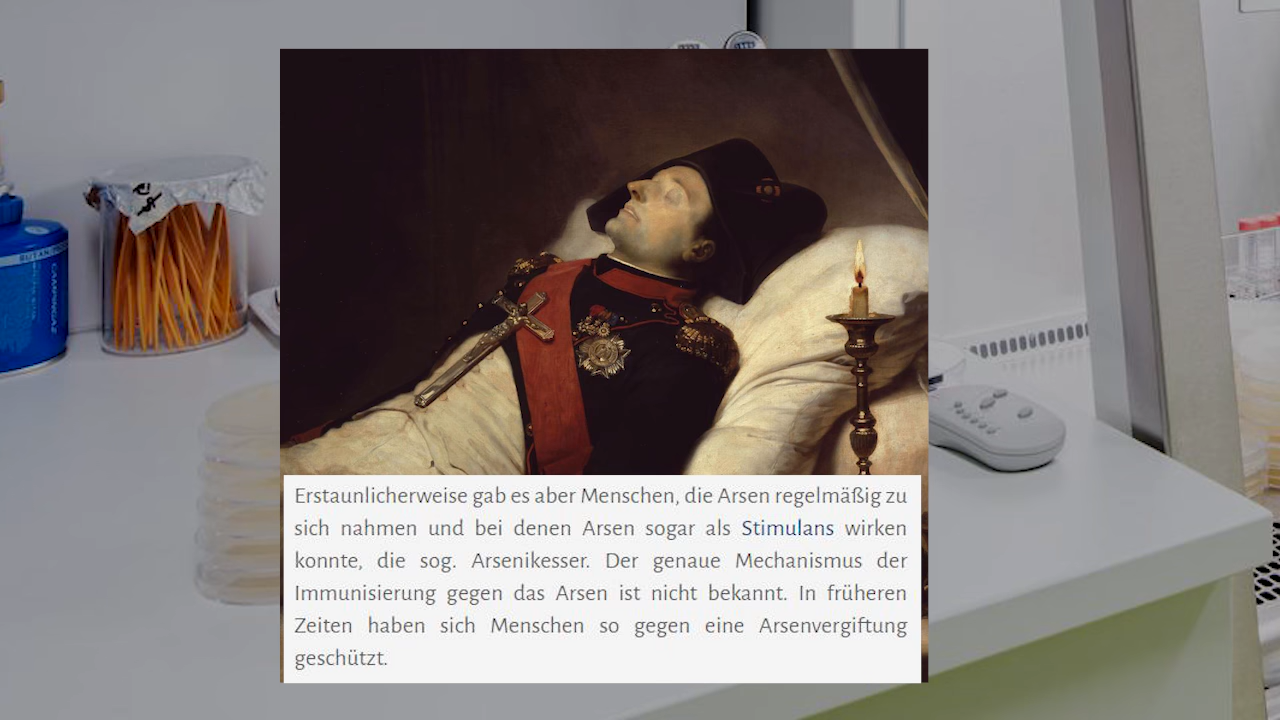 BUTAN
CAMPINGAZ
Erstaunlicherweise gab es aber Menschen, die Arsen regelmäßig zu
sich nahmen und bei denen Arsen sogar als Stimulans wirken
konnte, die sog. Arsenikesser. Der genaue Mechanismus der
Immunisierung gegen das Arsen ist nicht bekannt. In früheren
Zeiten haben sich Menschen so gegen eine Arsenvergiftung
geschützt.